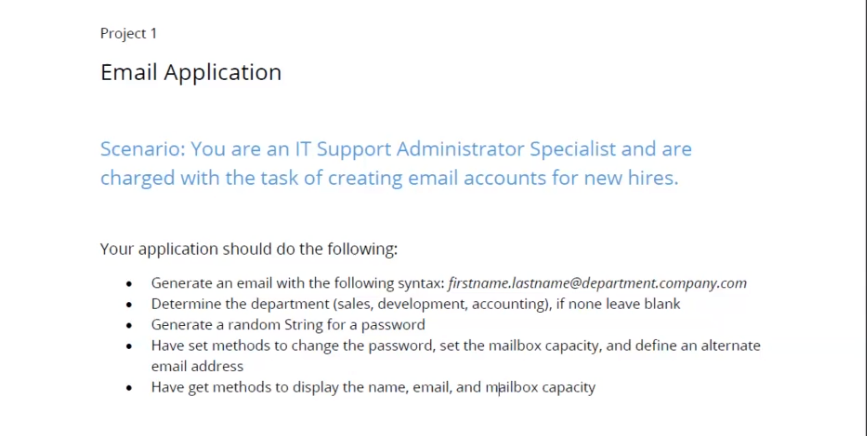 Project 1
Email Application
Scenario: You are an IT Support Administrator Specialist and are
charged with the task of creating email accounts for new hires.
Your application should do the following:
• Generate an email with the following syntax: firstname.lastname@department.company.com
• Determine the department (sales, development, accounting), if none leave blank
• Generate a random String for a password
• Have set methods to change the password, set the mailbox capacity, and define an alternate
email address
• Have get methods to display the name, email, and mailbox capacity